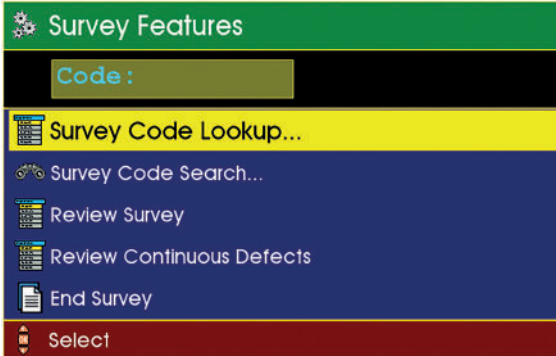 Survey Features
Code:
Survey Code Lookup...
Survey Code Search...
Review Survey
Review Continuous Defects
End Survey
Select